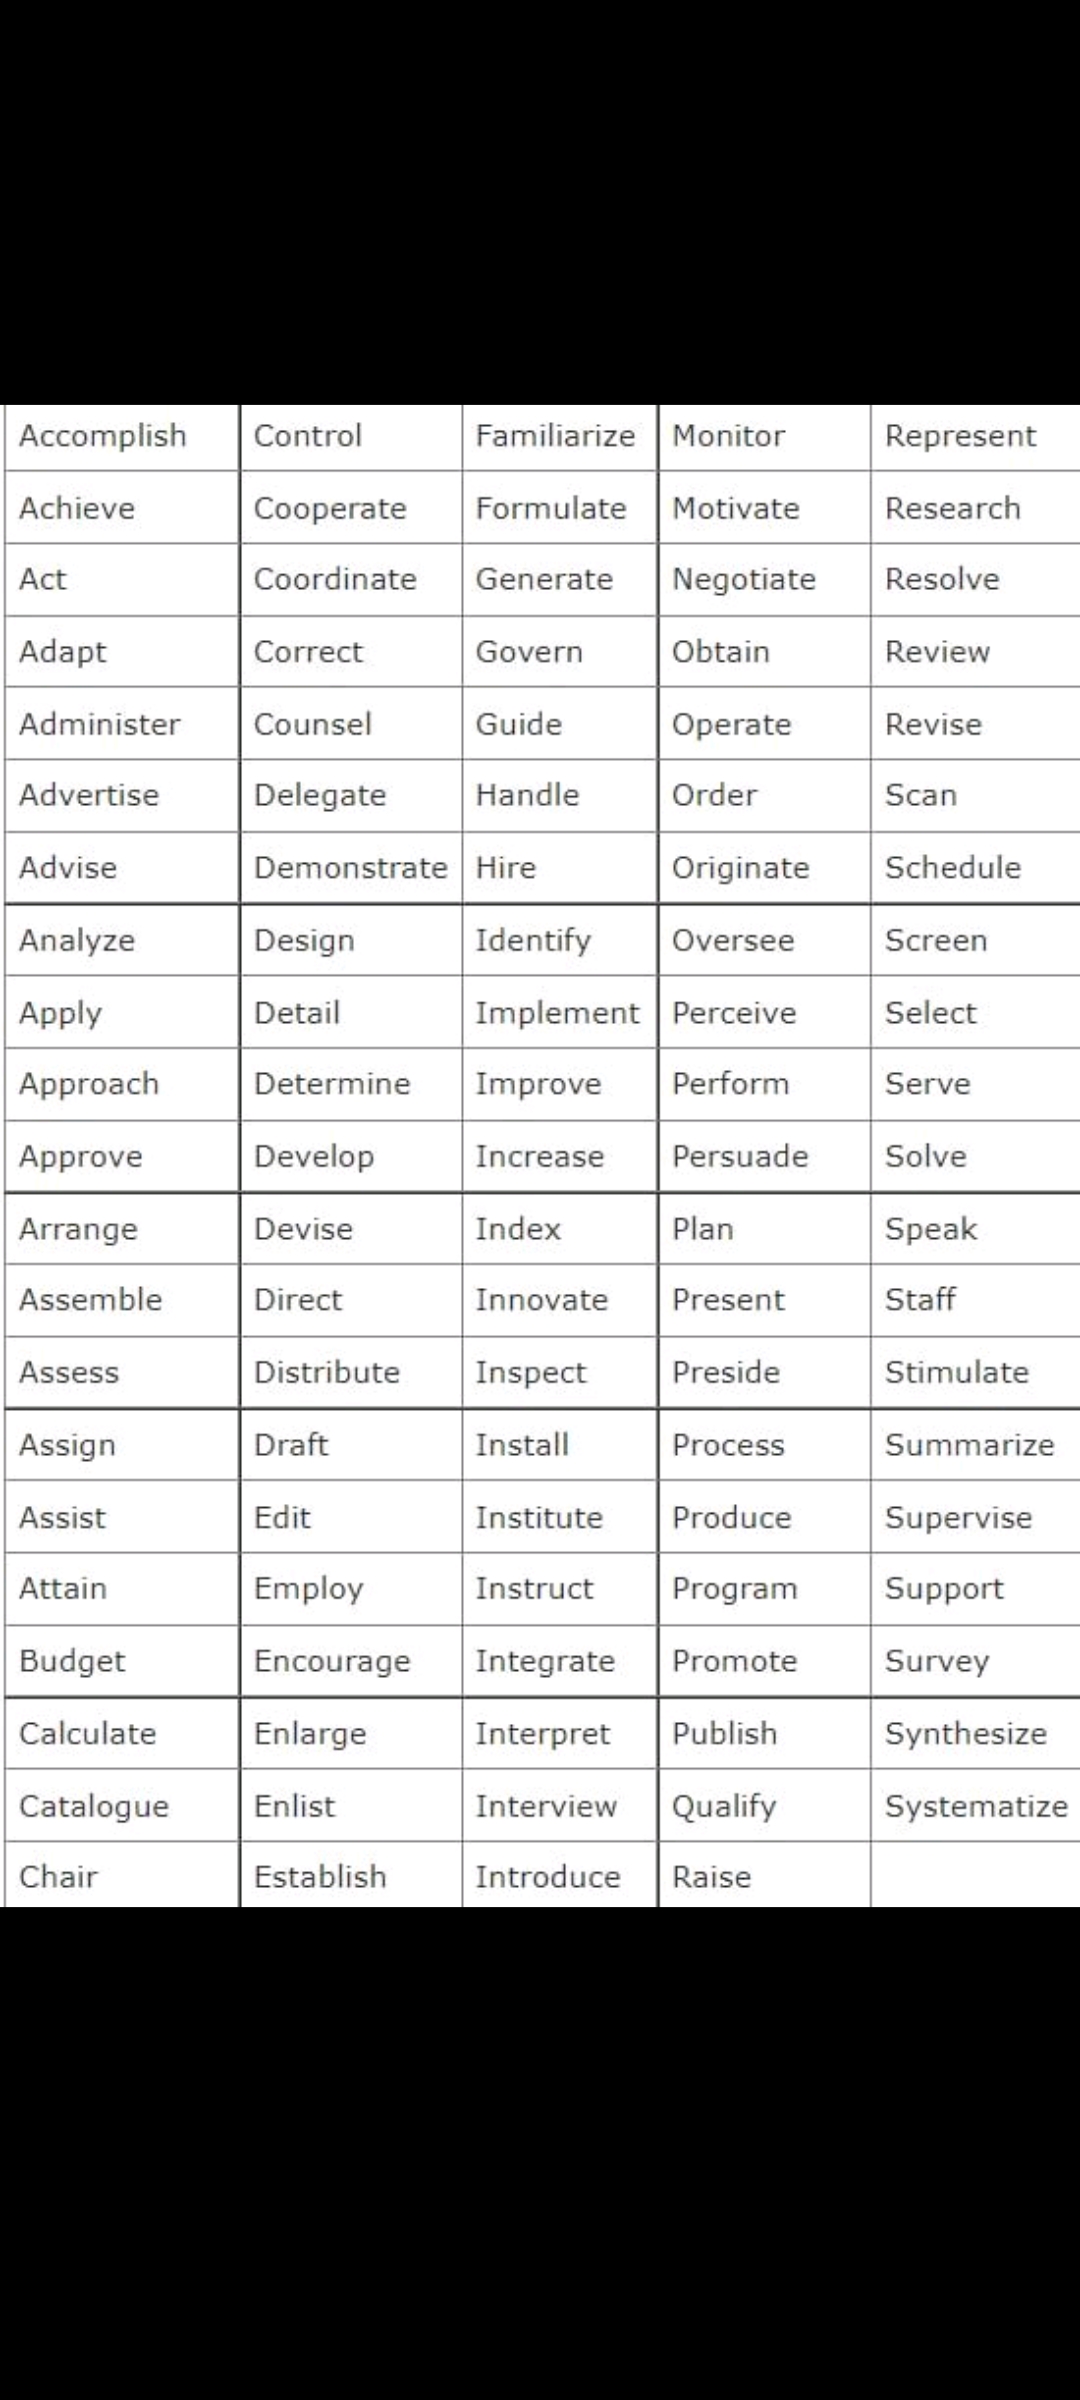 Accomplish Control Familiarize Monitor Represent
Achieve Cooperate Formulate Motivate Research
Act Coordinate Generate Negotiate Resolve
Adapt Correct Govern Obtain Review
Administer Counsel Guide Operate Revise
Advertise Delegate Handle Order Scan
Advise Demonstrate Hire Originate Schedule
Analyze Design Identify Oversee Screen
Apply Detail Implement Perceive Select
Approach Determine Improve Perform Serve
Approve Develop Increase Persuade Solve
Arrange Devise Index Plan Speak
Assemble Direct Innovate Present Staff
Assess Distribute Inspect Preside Stimulate
Assign Draft Install Process Summarize
Assist Edit Institute Produce Supervise
Attain Employ Instruct Program Support
Budget Encourage Integrate Promote Survey
Calculate Enlarge Interpret Publish Synthesize
Catalogue Enlist Interview Qualify Systematize
Chair Establish Introduce Raise